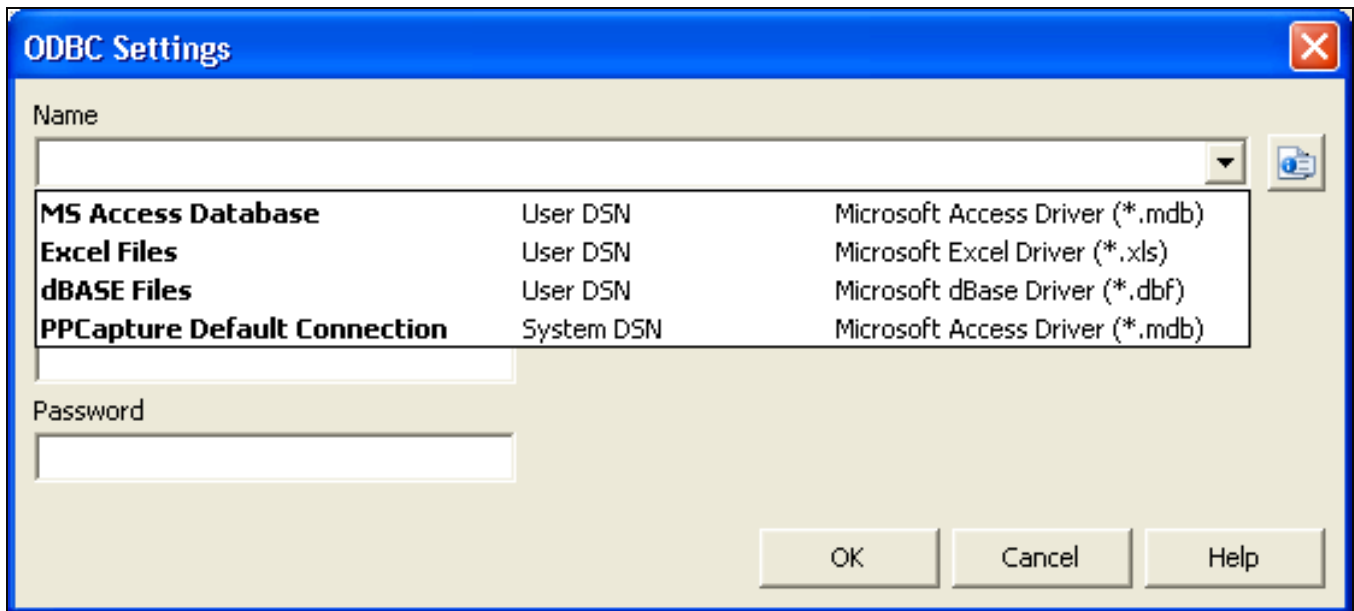 ODBC Settings
Name
MS Access Database User DSN Microsoft Access Driver (*.mdb)
Excel Files User DSN Microsoft Excel Driver (*.xls)
dBASE Files User DSN Microsoft dBase Driver (*.dbf)
PPCapture Default Connection System DSN Microsoft Access Driver (*.mdb)
Password
OK Cancel Help